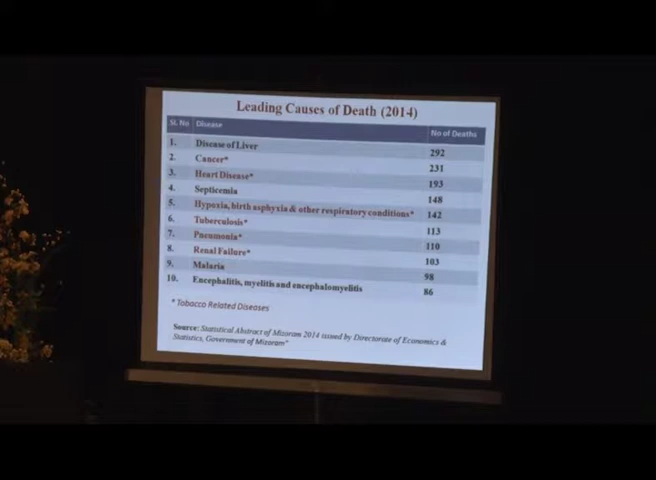 Leading Causes of Death (2014)
Sl. No Disease No of Deaths
1. Disease of Liver 292
2. Cancer* 231
3. Heart Disease* 193
4. Septicemia 148
5. Hypoxia, birth asphyxia & other respiratory conditions* 142
6. Tuberculosis* 113
7. Pneumonia* 110
8. Renal Failure* 103
9. Malaria 98
10. Encephalitis, myelitis and encephalomyelitis 86
* Tobacco Related Diseases
Source: Statistical Abstract of Mizoram 2014 issued by Directorate of Economics &
Statistics, Government of Mizoram"